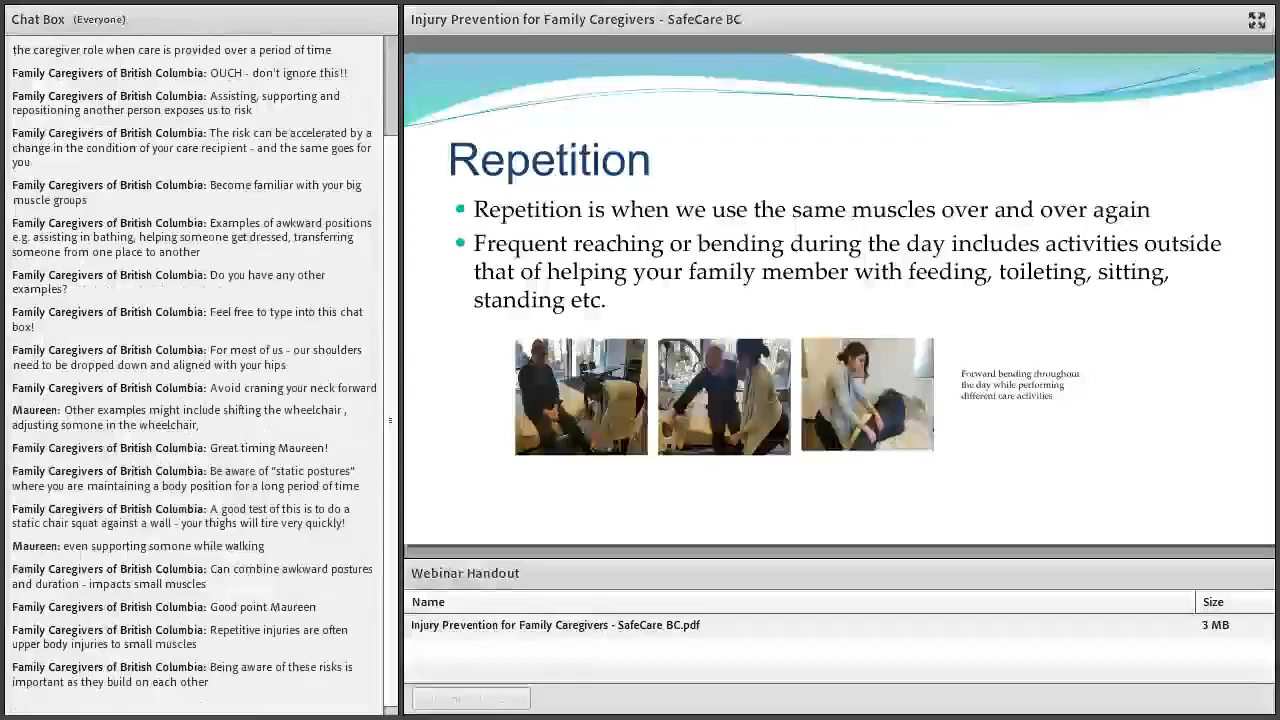 Chat Box (Everyone)
the caregiver role when care is provided over a period of time
Family Caregivers of British Columbia: OUCH - don't ignore this!!
Family Caregivers of British Columbia: Assisting, supporting and
repositioning another person exposes us to risk
Family Caregivers of British Columbia: The risk can be accelerated by a
change in the condition of your care recipient - and the same goes for
you
Family Caregivers of British Columbia: Become familiar with your big
muscle groups
Family Caregivers of British Columbia: Examples of awkward positions
e.g. assisting in bathing, helping someone get dressed, transferring
someone from one place to another
Family Caregivers of British Columbia: Do you have any other
examples?
Family Caregivers of British Columbia: Feel free to type into this chat
box!
Family Caregivers of British Columbia: For most of us - our shoulders
need to be dropped down and aligned with your hips
Family Caregivers of British Columbia: Avoid craning your neck forward
Maureen: Other examples might include shifting the wheelchair ,
adjusting somone in the wheelchair,
Family Caregivers of British Columbia: Great timing Maureen!
Family Caregivers of British Columbia: Be aware of "static postures"
where you are maintaining a body position for a long period of time
Family Caregivers of British Columbia: A good test of this is to do a
static chair squat against a wall - your thighs will tire very quickly!
Maureen: even supporting somone while walking
Family Caregivers of British Columbia: Can combine awkward postures
and duration - impacts small muscles
Family Caregivers of British Columbia: Good point Maureen
Family Caregivers of British Columbia: Repetitive injuries are often
upper body injuries to small muscles
Family Caregivers of British Columbia: Being aware of these risks is
important as they build on each other
Injury Prevention for Family Caregivers - SafeCare BC
Repetition
• Repetition is when we use the same muscles over and over again
• Frequent reaching or bending during the day includes activities outside
that of helping your family member with feeding, toileting, sitting,
standing etc.
Forward bending throughout
the day while performing
different care activities
Webinar Handout
Name Size
Injury Prevention for Family Caregivers - SafeCare BC.pdf 3 MB